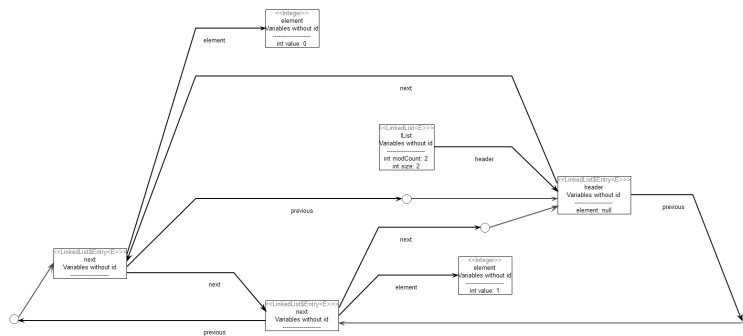 <<Integer>>
element
Variables without id
-------------------
int value: 0
element
next
<<LinkedList<E>>>
lList
Variables without id
-------------------
int modCount: 2
int size: 2
header
<<LinkedList$Entry<E>>>
header
Variables without id
-------------------
element: null
previous
previous
next
<<LinkedList$Entry<E>>>
next
Variables without id
-------------------
<<Integer>>
element
Variables without id
-------------------
int value: 1
next
element
<<LinkedList$Entry<E>>>
next
Variables without id
-------------------
previous